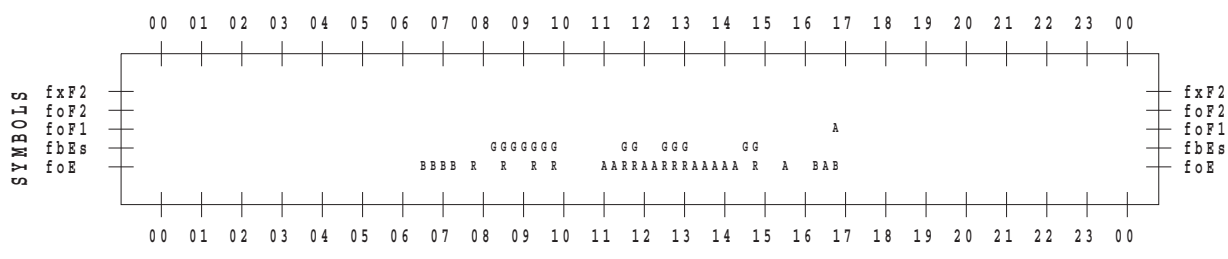 00 01 02 03 04 05 06 07 08 09 10 11 12 13 14 15 16 17 18 19 20 21 22 23 00
SYMBOLS
fxF2 fxF2
foF2 foF2
foF1 A foF1
fbEs GGGGGGG GG GGG GG fbEs
foE BBBB R R R R AARRAARRRAAAAA R A BAB foE
00 01 02 03 04 05 06 07 08 09 10 11 12 13 14 15 16 17 18 19 20 21 22 23 00